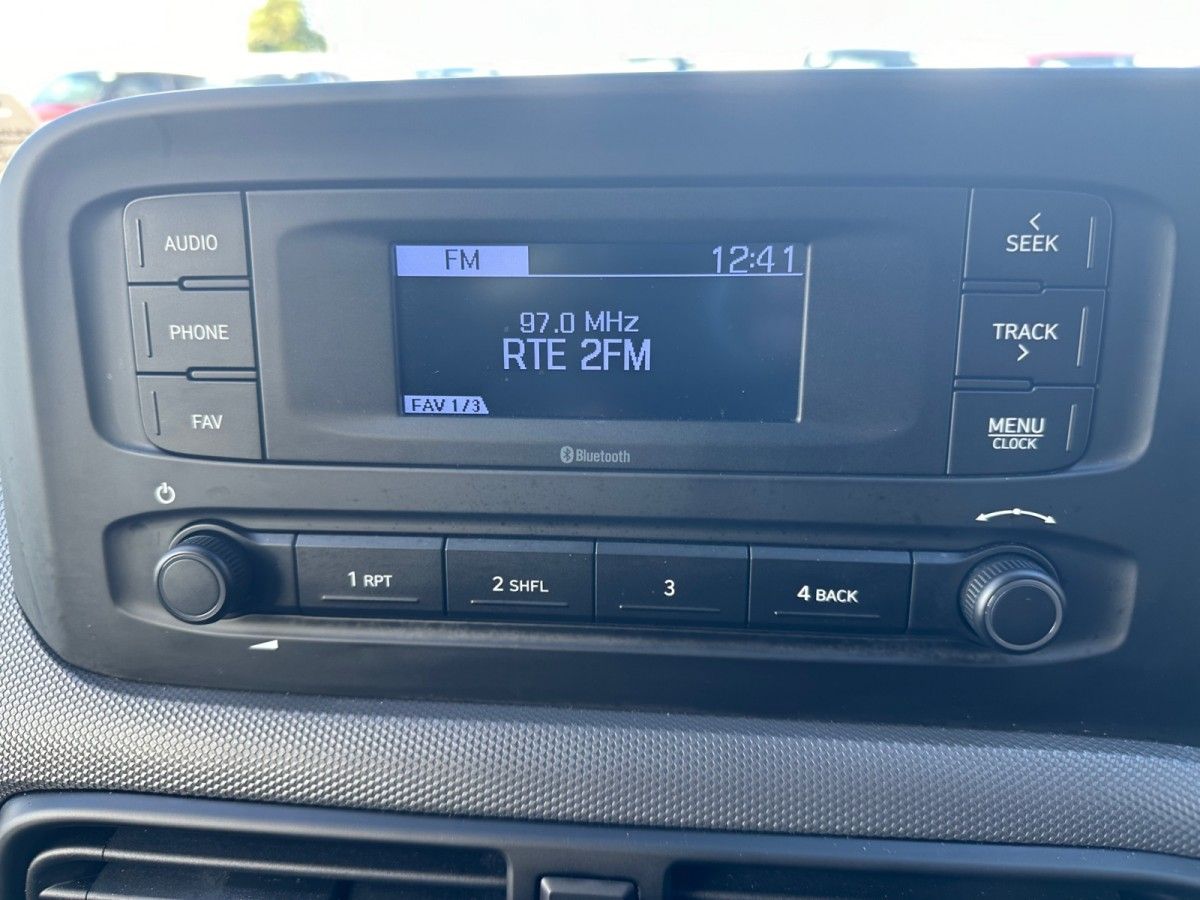 AUDIO
PHONE
FAV
FM 12:41
97.0 MHz
RTE 2FM
FAV 1/3
Bluetooth
<
SEEK
TRACK
>
MENU
CLOCK
1 RPT
2 SHFL
3
4 BACK